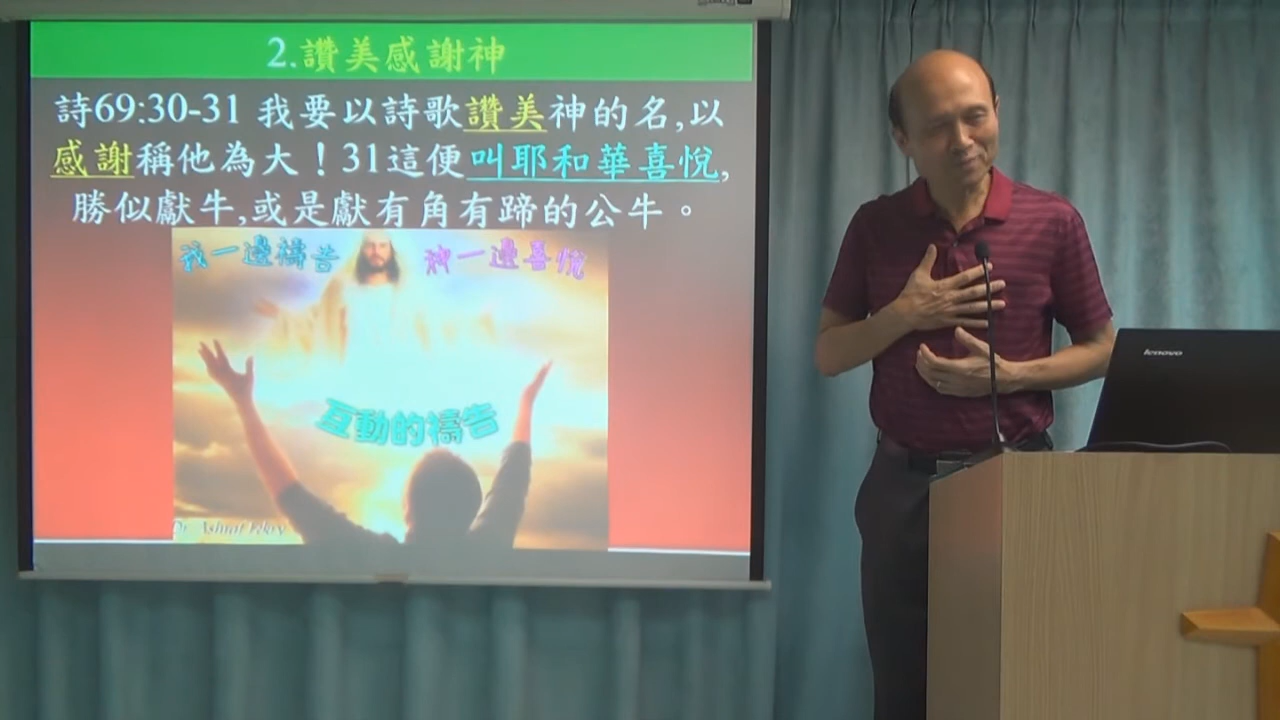 2.讚美感謝神
詩69:30-31 我要以詩歌讚美神的名,以
感謝稱他為大！31這便叫耶和華喜悅,
勝似獻牛,或是獻有角有蹄的公牛。
我一邊禱告 神一邊喜悅
互動的禱告
lenovo